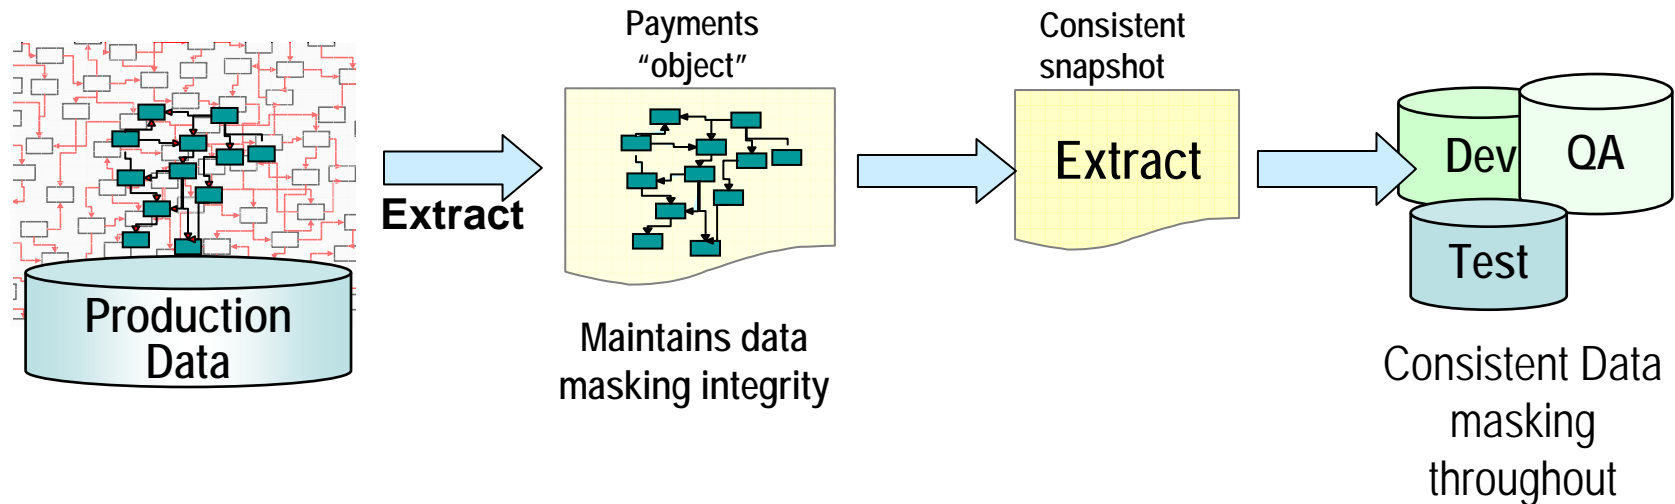 Production
Data
Extract
Payments
“object”
Maintains data
masking integrity
Consistent
snapshot
Extract
Dev
QA
Test
Consistent Data
masking
throughout